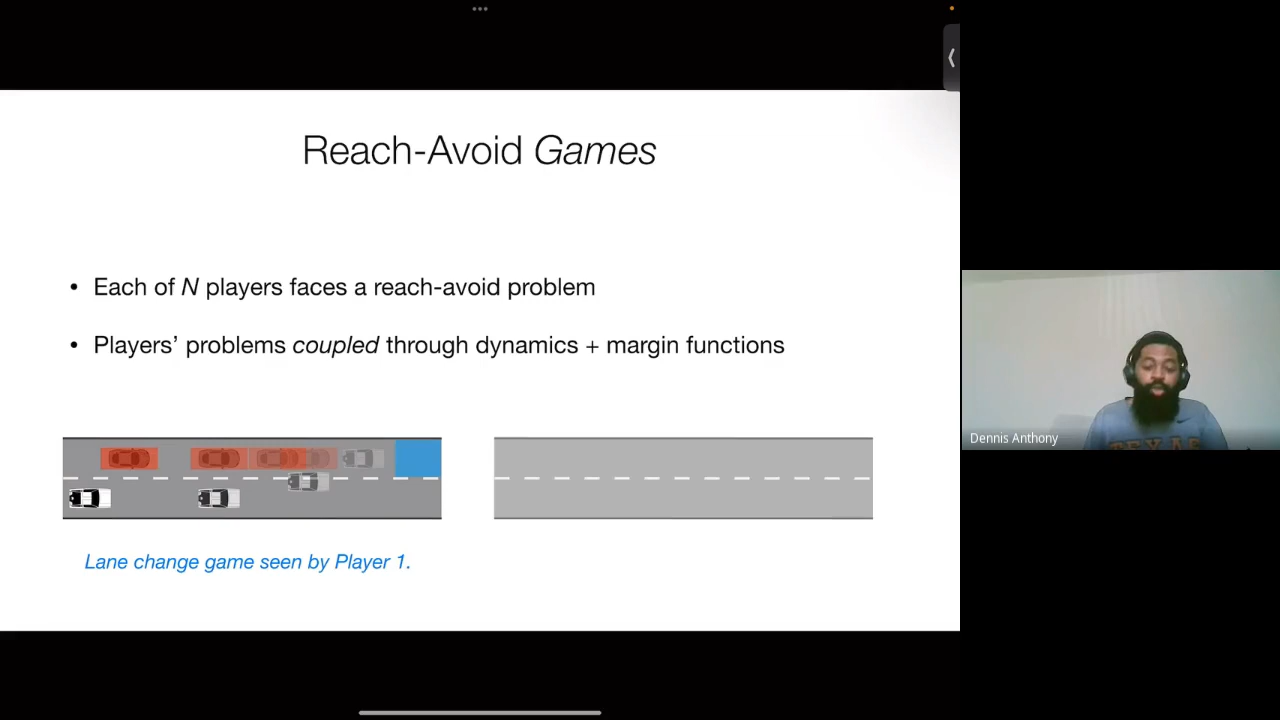 Reach-Avoid Games
• Each of N players faces a reach-avoid problem
• Players’ problems coupled through dynamics + margin functions
Lane change game seen by Player 1.
Dennis Anthony
TEXAS